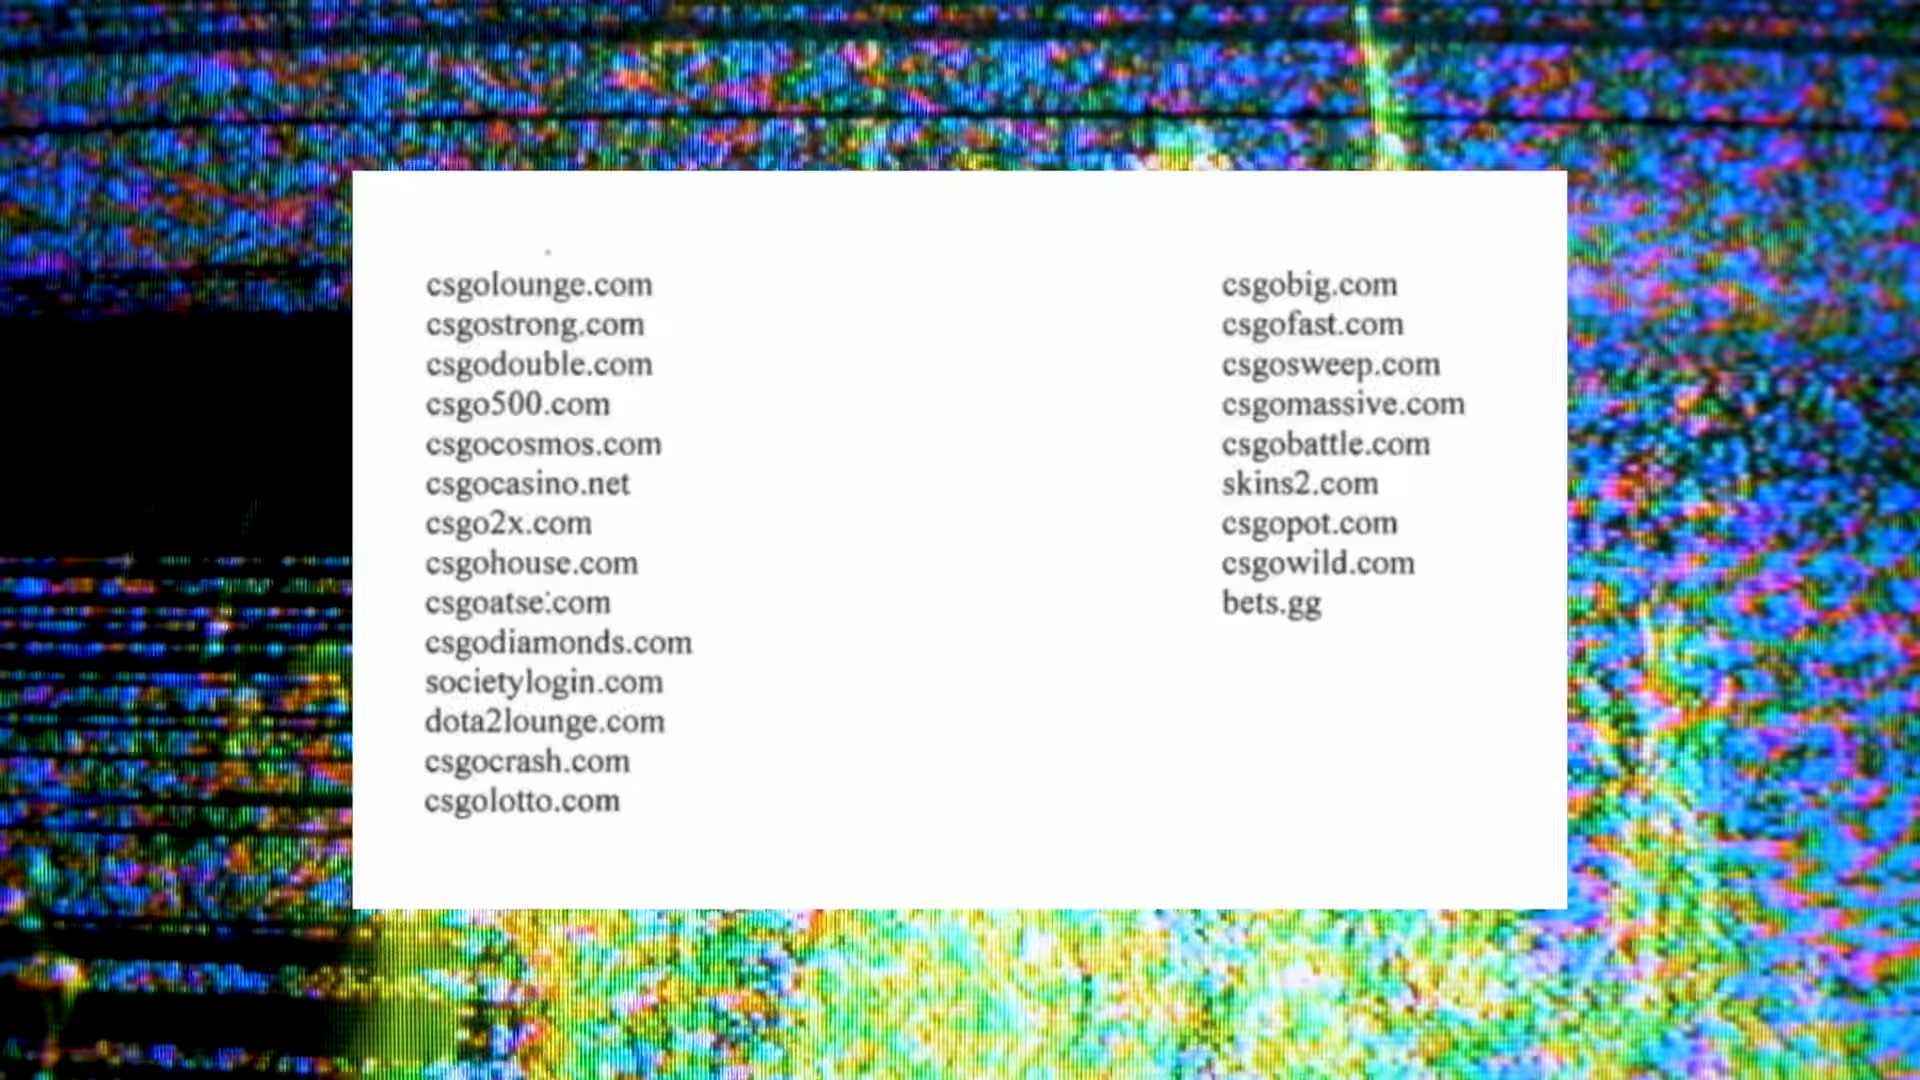 csgolounge.com
csgostrong.com
csgodouble.com
csgo500.com
csgocosmos.com
csgocasino.net
csgo2x.com
csgohouse.com
csgoatse.com
csgodiamonds.com
societylogin.com
dota2lounge.com
csgocrash.com
csgolotto.com
csgobig.com
csgofast.com
csgosweep.com
csgomassive.com
csgobattle.com
skins2.com
csgopot.com
csgowild.com
bets.gg